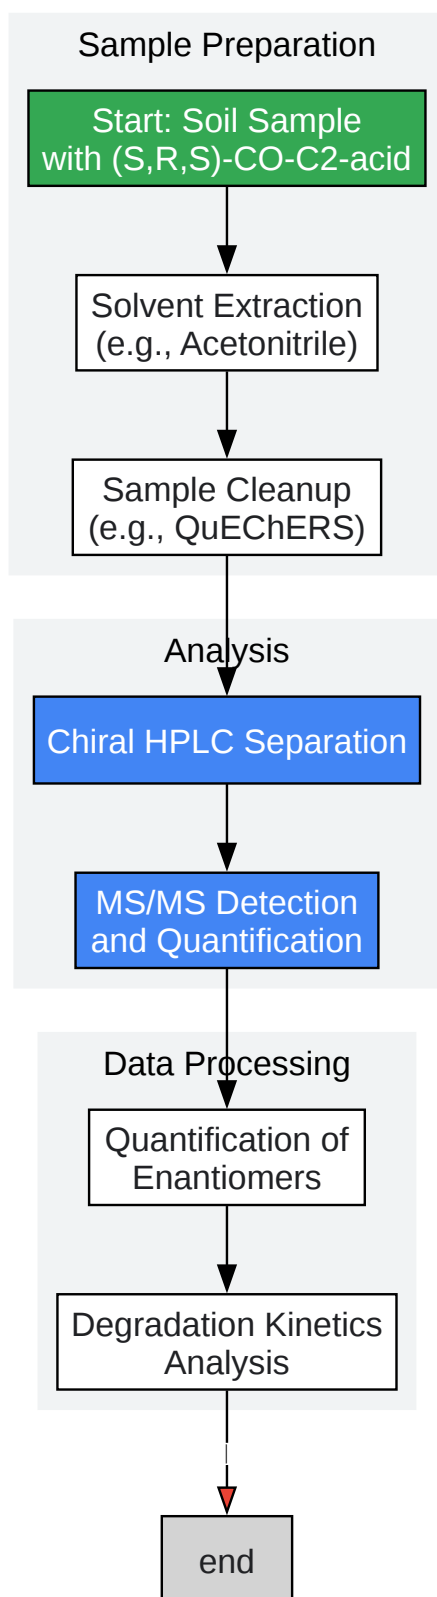 Sample Preparation
Start: Soil Sample
with (S,R,S)-CO-C2-acid
Solvent Extraction
(e.g., Acetonitrile)
Sample Cleanup
(e.g., QuEChERS)
Analysis
Chiral HPLC Separation
MS/MS Detection
and Quantification
Data Processing
Quantification of
Enantiomers
Degradation Kinetics
Analysis
end